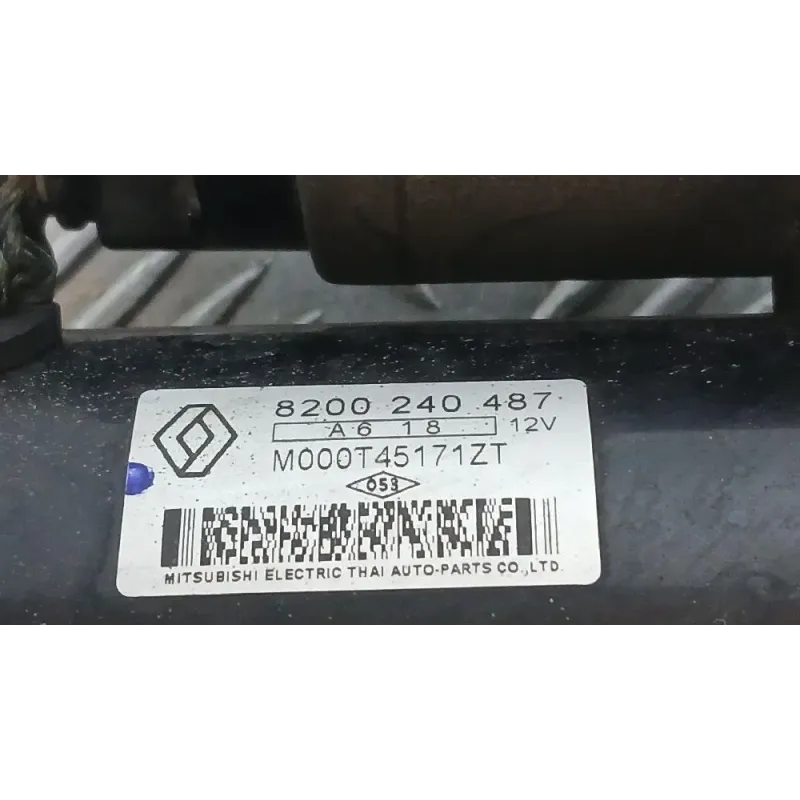 8200 240 487
A6 18 12V
M000T45171ZT
053
MITSUBISHI ELECTRIC THAI AUTO-PARTS CO.,LTD.